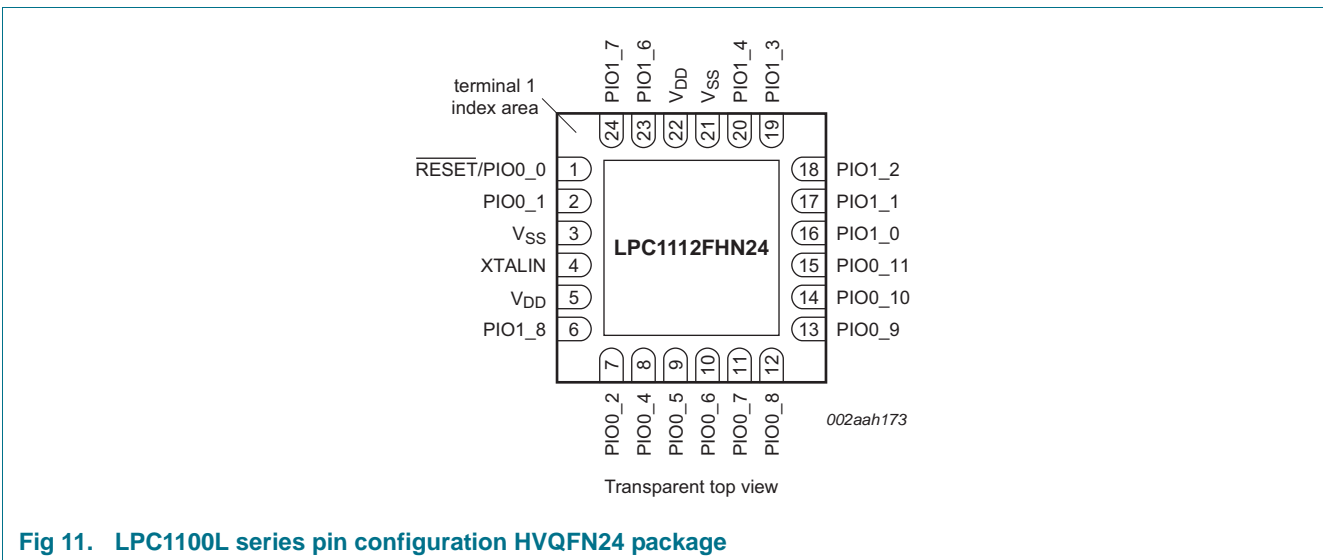 PIO1_7
PIO1_6
VDD
VSS
PIO1_4
PIO1_3
terminal 1
index area
24
23
22
21
20
19
RESET/PIO0_0 1
PIO0_1 2
VSS 3
XTALIN 4
VDD 5
PIO1_8 6
LPC1112FHN24
18 PIO1_2
17 PIO1_1
16 PIO1_0
15 PIO0_11
14 PIO0_10
13 PIO0_9
7
8
9
10
11
12
PIO0_2
PIO0_4
PIO0_5
PIO0_6
PIO0_7
PIO0_8
002aah173
Transparent top view
Fig 11. LPC1100L series pin configuration HVQFN24 package